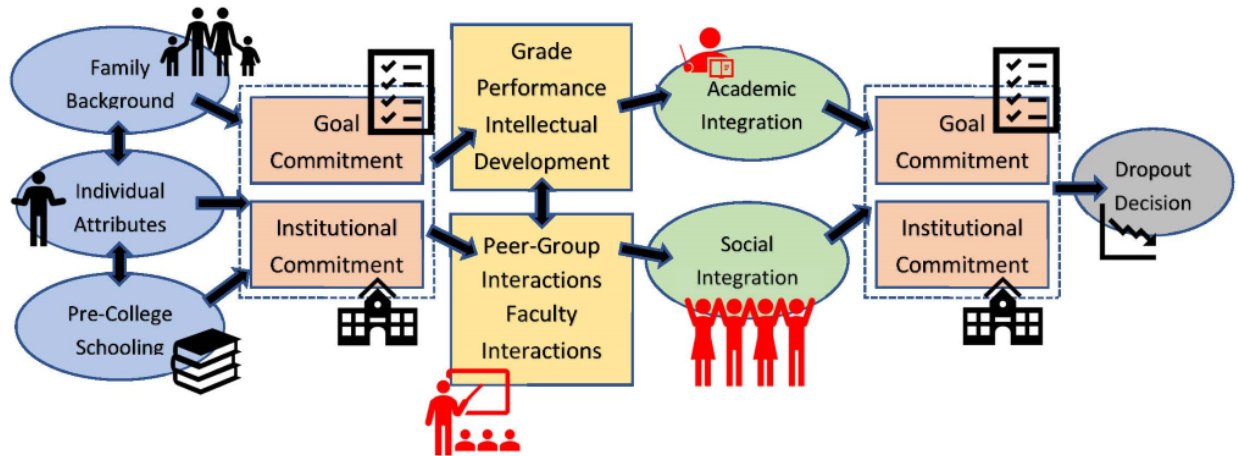 Family
Background
Individual
Attributes
Pre-College
Schooling
Goal
Commitment
Institutional
Commitment
Grade
Performance
Intellectual
Development
Peer-Group
Interactions
Faculty
Interactions
Academic
Integration
Social
Integration
Goal
Commitment
Institutional
Commitment
Dropout
Decision